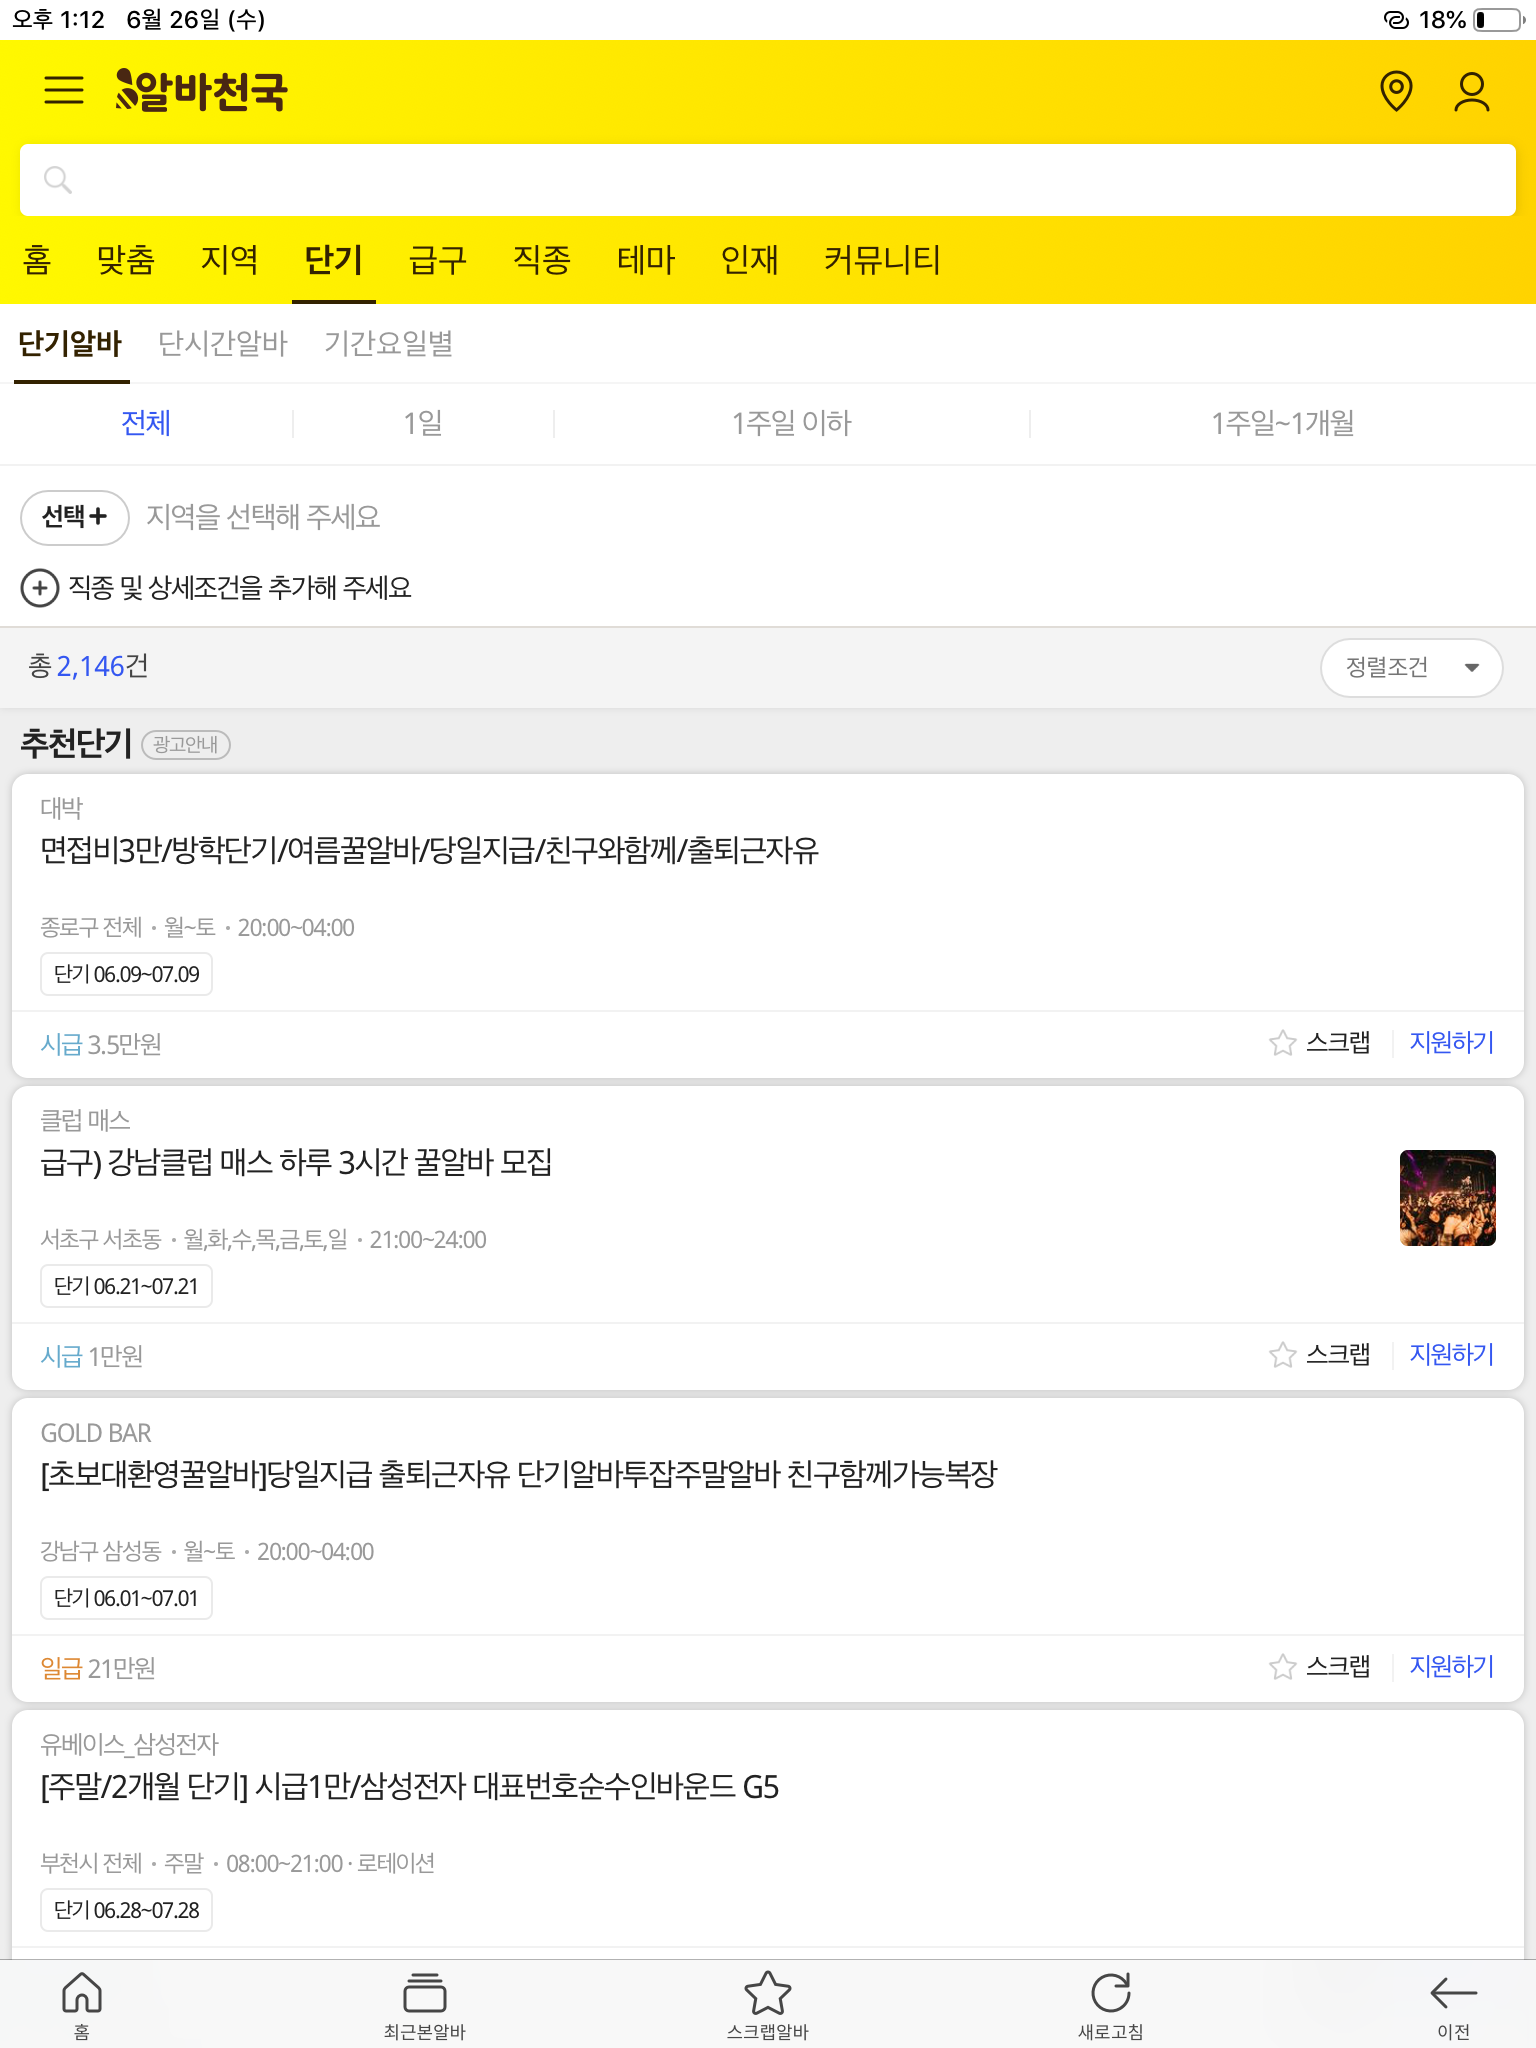 오후 1:12 6월 26일 (수) 18%
알바천국
홈 맞춤 지역 단기 급구 직종 테마 인재 커뮤니티
단기알바 단시간알바 기간요일별
전체 1일 1주일 이하 1주일~1개월
선택+ 지역을 선택해 주세요
직종 및 상세조건을 추가해 주세요
총 2,146건 정렬조건
추천단기 광고안내
대박
면접비3만/방학단기/여름꿀알바/당일지급/친구와함께/출퇴근자유
종로구 전체 · 월~토 · 20:00~04:00
단기 06.09~07.09
시급 3.5만원 스크랩 지원하기
클럽 매스
급구) 강남클럽 매스 하루 3시간 꿀알바 모집
서초구 서초동 · 월,화,수,목,금,토,일 · 21:00~24:00
단기 06.21~07.21
시급 1만원 스크랩 지원하기
GOLD BAR
[초보대환영꿀알바]당일지급 출퇴근자유 단기알바투잡주말알바 친구함께가능복장
강남구 삼성동 · 월~토 · 20:00~04:00
단기 06.01~07.01
일급 21만원 스크랩 지원하기
유베이스_삼성전자
[주말/2개월 단기] 시급1만/삼성전자 대표번호순수인바운드 G5
부천시 전체 · 주말 · 08:00~21:00 · 로테이션
단기 06.28~07.28
홈 최근본알바 스크랩알바 새로고침 이전